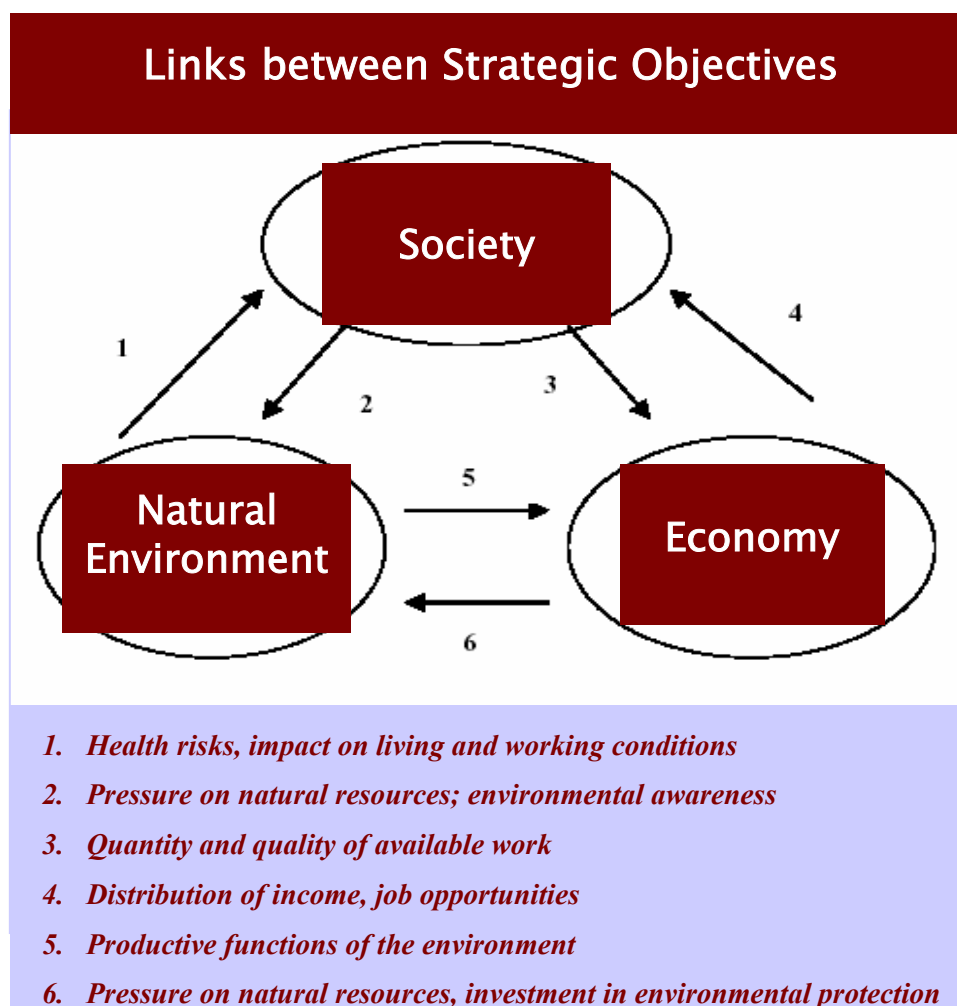 Links between Strategic Objectives
Society
1
4
2
3
Natural
Environment
5
Economy
6
1. Health risks, impact on living and working conditions
2. Pressure on natural resources; environmental awareness
3. Quantity and quality of available work
4. Distribution of income, job opportunities
5. Productive functions of the environment
6. Pressure on natural resources, investment in environmental protection